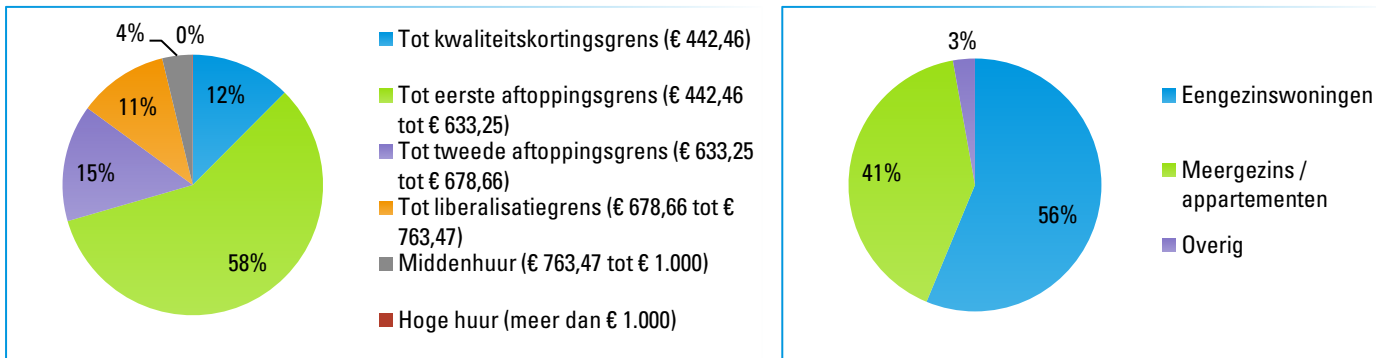 4%
0%
12%
11%
15%
58%
Tot kwaliteitskortingsgrens (€ 442,46)
Tot eerste aftoppingsgrens (€ 442,46
tot € 633,25)
Tot tweede aftoppingsgrens (€ 633,25
tot € 678,66)
Tot liberalisatiegrens (€ 678,66 tot €
763,47)
Middenhuur (€ 763,47 tot € 1.000)
Hoge huur (meer dan € 1.000)
3%
41%
56%
Eengezinswoningen
Meergezins /
appartementen
Overig